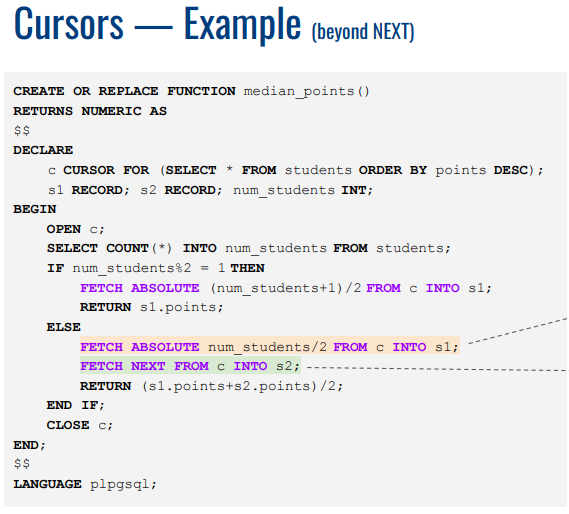 Cursors — Example (beyond NEXT)
CREATE OR REPLACE FUNCTION median_points()
RETURNS NUMERIC AS
$$
DECLARE
c CURSOR FOR (SELECT * FROM students ORDER BY points DESC);
s1 RECORD; s2 RECORD; num_students INT;
BEGIN
OPEN c;
SELECT COUNT(*) INTO num_students FROM students;
IF num_students%2 = 1 THEN
FETCH ABSOLUTE (num_students+1)/2 FROM c INTO s1;
RETURN s1.points;
ELSE
FETCH ABSOLUTE num_students/2 FROM c INTO s1;
FETCH NEXT FROM c INTO s2;
RETURN (s1.points+s2.points)/2;
END IF;
CLOSE c;
END;
$$
LANGUAGE plpgsql;